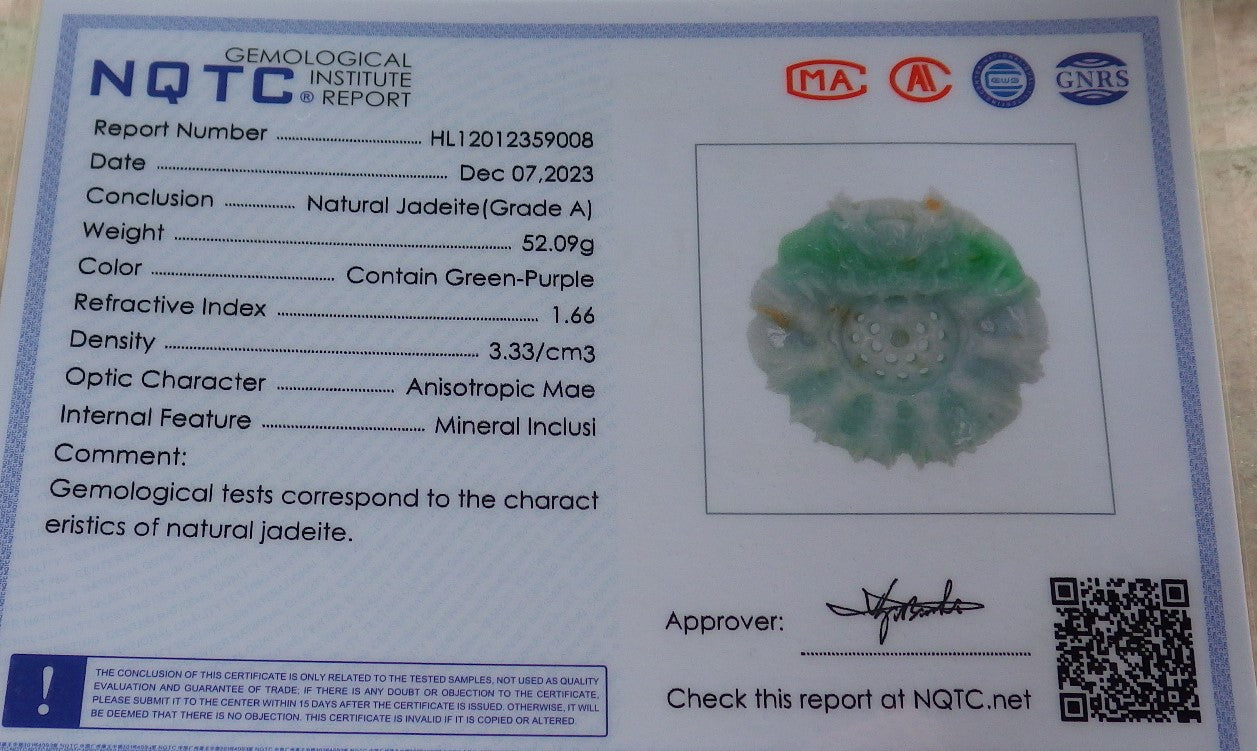 NQTC® GEMOLOGICAL INSTITUTE REPORT
MA
AL
GWS
GNRS
Report Number HL12012359008
Date Dec 07,2023
Conclusion Natural Jadeite(Grade A)
Weight 52.09g
Color Contain Green-Purple
Refractive Index 1.66
Density 3.33/cm3
Optic Character Anisotropic Mae
Internal Feature Mineral Inclusi
Comment:
Gemological tests correspond to the charact
eristics of natural jadeite.
Approver:
Check this report at NQTC.net
!
THE CONCLUSION OF THIS CERTIFICATE IS ONLY RELATED TO THE TESTED SAMPLES, NOT USED AS QUALITY
EVALUATION AND GUARANTEE OF TRADE; IF THERE IS ANY DOUBT OR OBJECTION TO THE CERTIFICATE,
PLEASE SUBMIT IT TO THE CENTER WITHIN 15 DAYS AFTER THE CERTIFICATE IS ISSUED. OTHERWISE, IT WILL
BE DEEMED THAT THERE IS NO OBJECTION. THIS CERTIFICATE IS INVALID IF IT IS COPIED OR ALTERED.